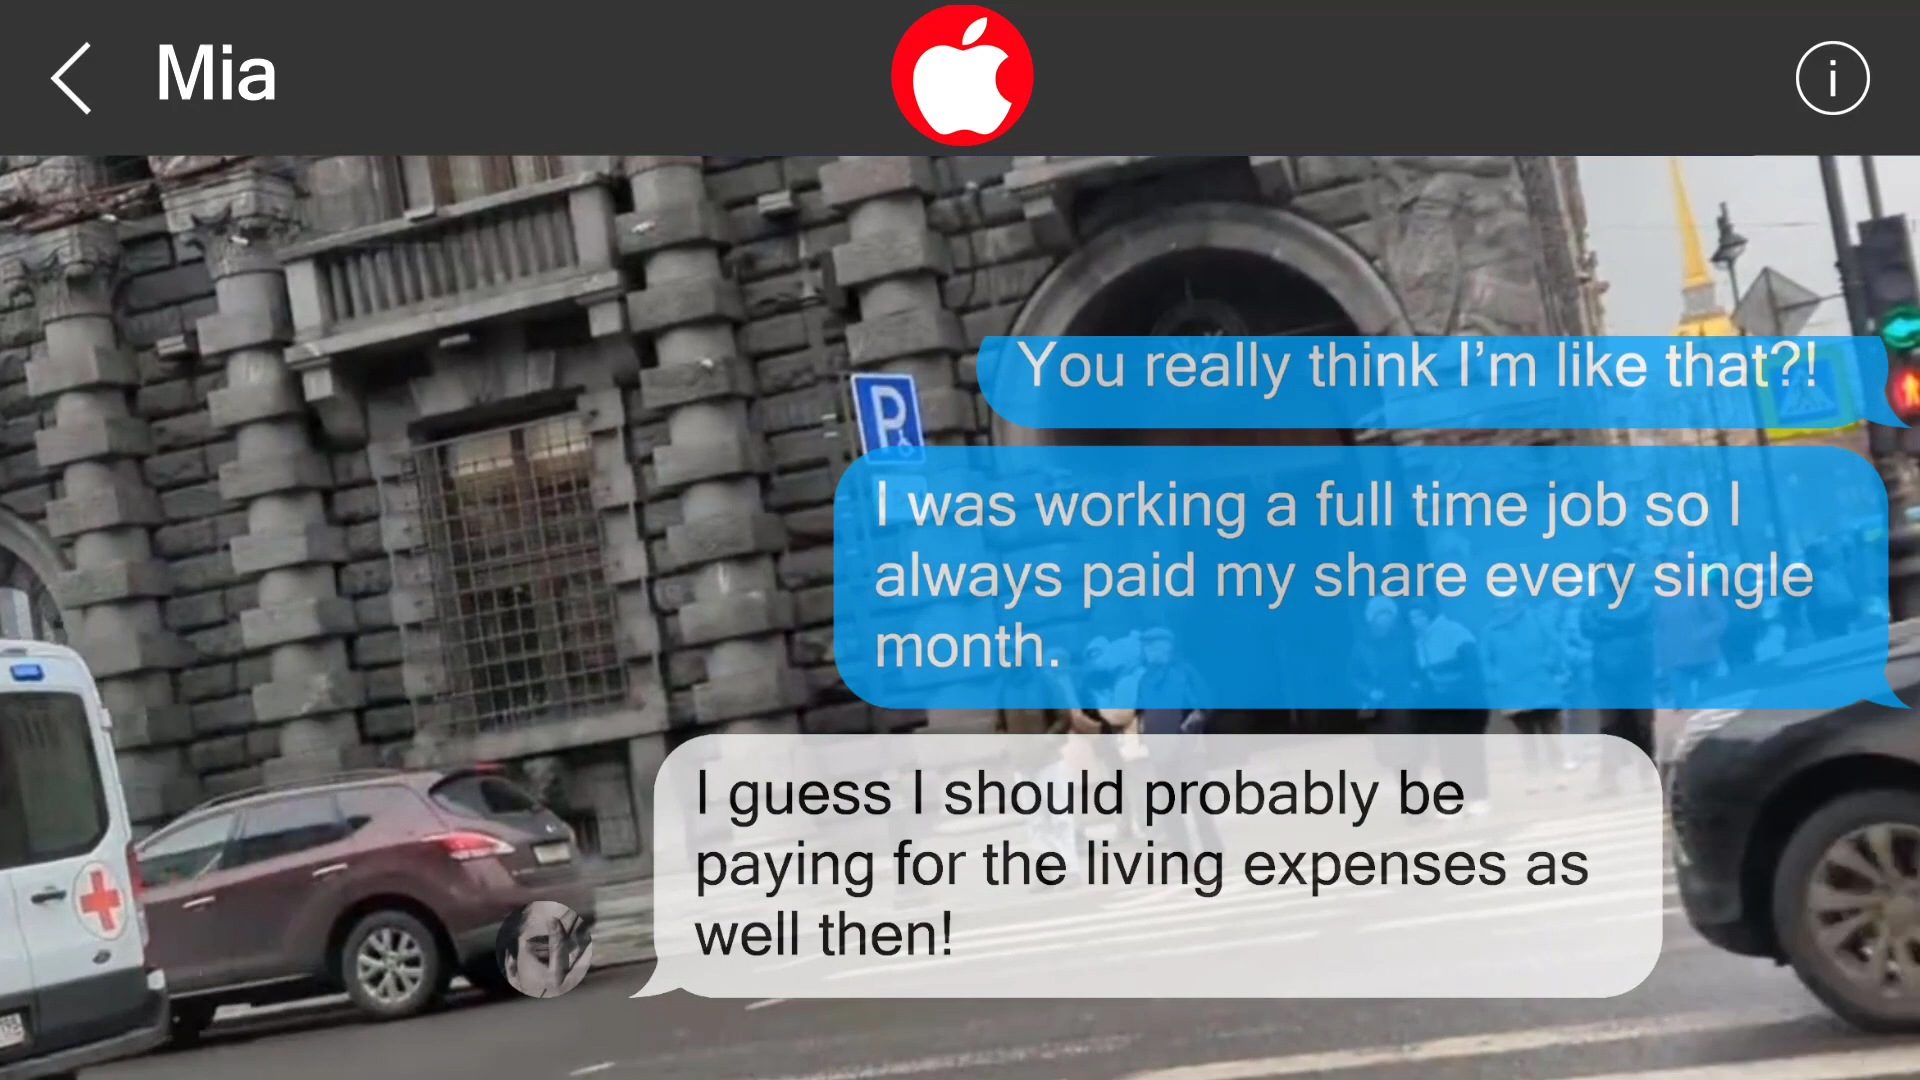 Mia
i
You really think I’m like that?!
P
I was working a full time job so I
always paid my share every single
month.
I guess I should probably be
paying for the living expenses as
well then!